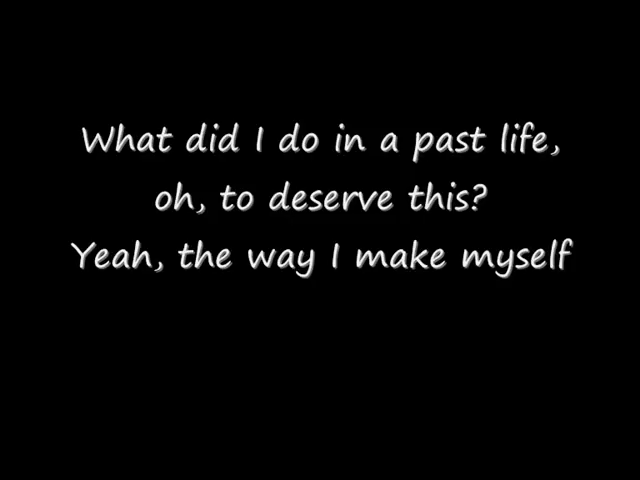 What did I do in a past life,
oh, to deserve this?
Yeah, the way I make myself